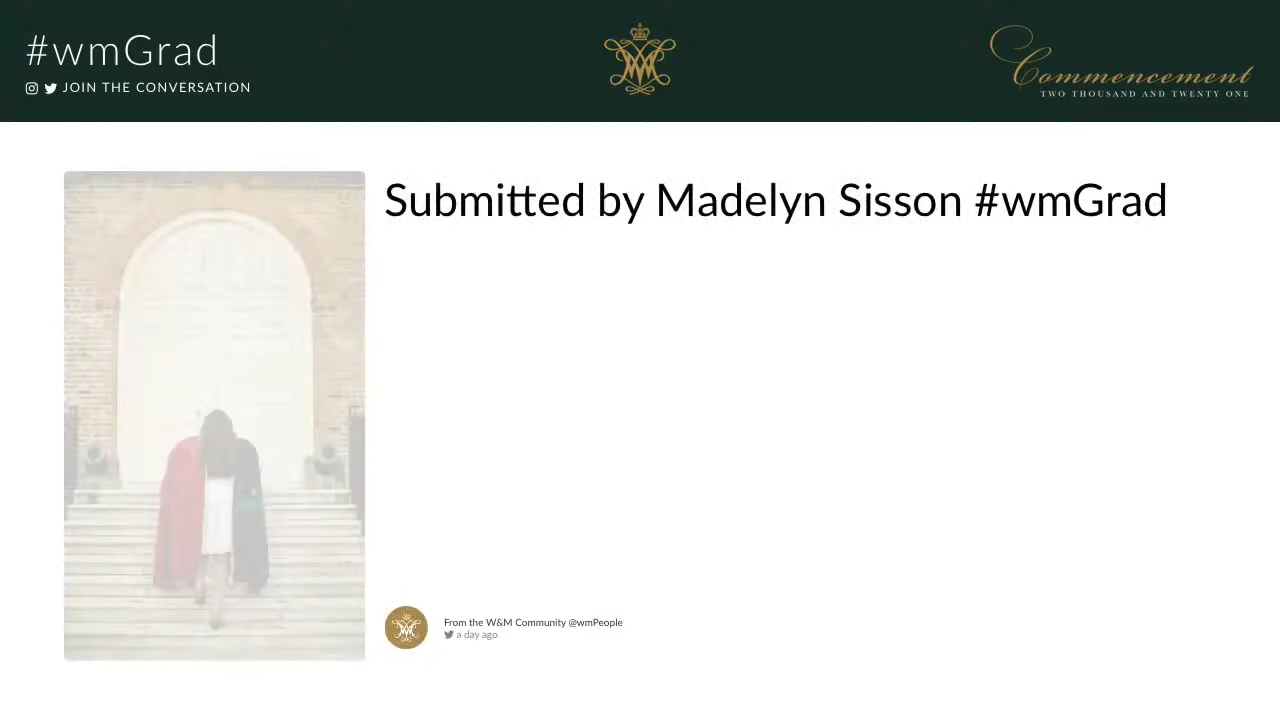 #wmGrad
JOIN THE CONVERSATION
Commencement
TWO THOUSAND AND TWENTY ONE
Submitted by Madelyn Sisson #wmGrad
From the W&M Community @wmPeople
a day ago